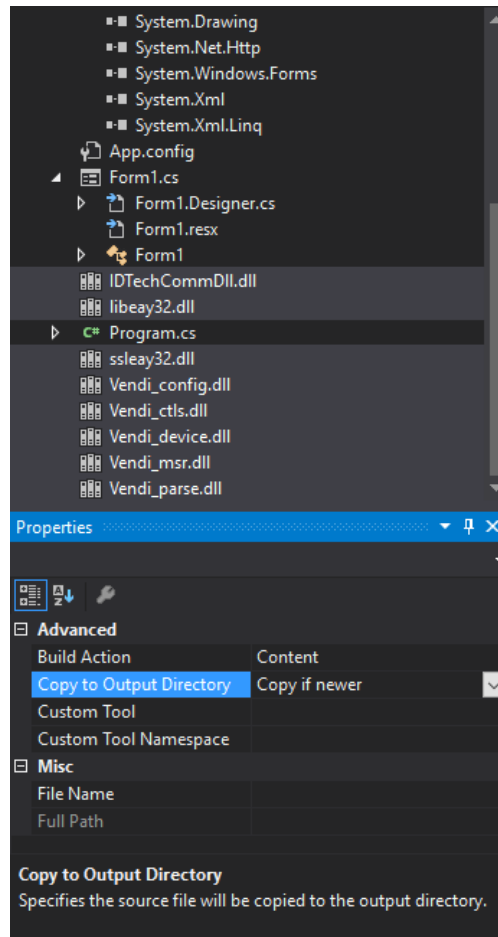 System.Drawing
System.Net.Http
System.Windows.Forms
System.Xml
System.Xml.Linq
App.config
Form1.cs
Form1.Designer.cs
Form1.resx
Form1
IDTechCommDll.dll
libeay32.dll
C# Program.cs
ssleay32.dll
Vendi_config.dll
Vendi_ctls.dll
Vendi_device.dll
Vendi_msr.dll
Vendi_parse.dll
Properties
Advanced
Build Action Content
Copy to Output Directory Copy if newer
Custom Tool
Custom Tool Namespace
Misc
File Name
Full Path
Copy to Output Directory
Specifies the source file will be copied to the output directory.